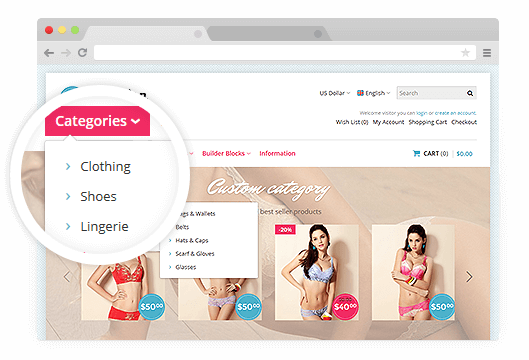 US Dollar
English
Search
Welcome visitor you can login or create an account.
Wish List (0) My Account Shopping Cart Checkout
Categories
Builder Blocks
Information
CART (0)
$0.00
Clothing
Shoes
Lingerie
Custom category
best seller products
& Wallets
Belts
Hats & Caps
Scarf & Gloves
Glasses
-20%
$50.00
$50.00
$40.00
$50.00